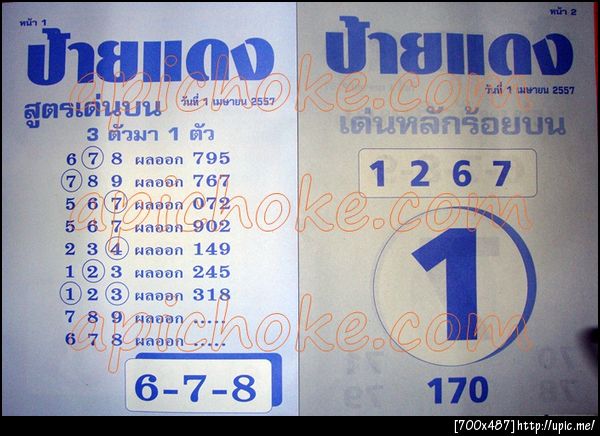 หน้า 1
ป้ายแดง
สูตรเด่นบน วันที่ 1 เมษายน 2557
3 ตัวมา 1 ตัว
6 7 8 ผลออก 795
7 8 9 ผลออก 767
5 6 7 ผลออก 072
5 6 7 ผลออก 902
2 3 4 ผลออก 149
1 2 3 ผลออก 245
1 2 3 ผลออก 318
7 8 9 ผลออก .....
6 7 8 ผลออก .....
6-7-8
หน้า 2
ป้ายแดง
วันที่ 1 เมษายน 2557
เด่นหลักร้อยบน
1 2 6 7
1
170
apichoke.com
apichoke.com
apichoke.com
[700x487]http://upic.me/